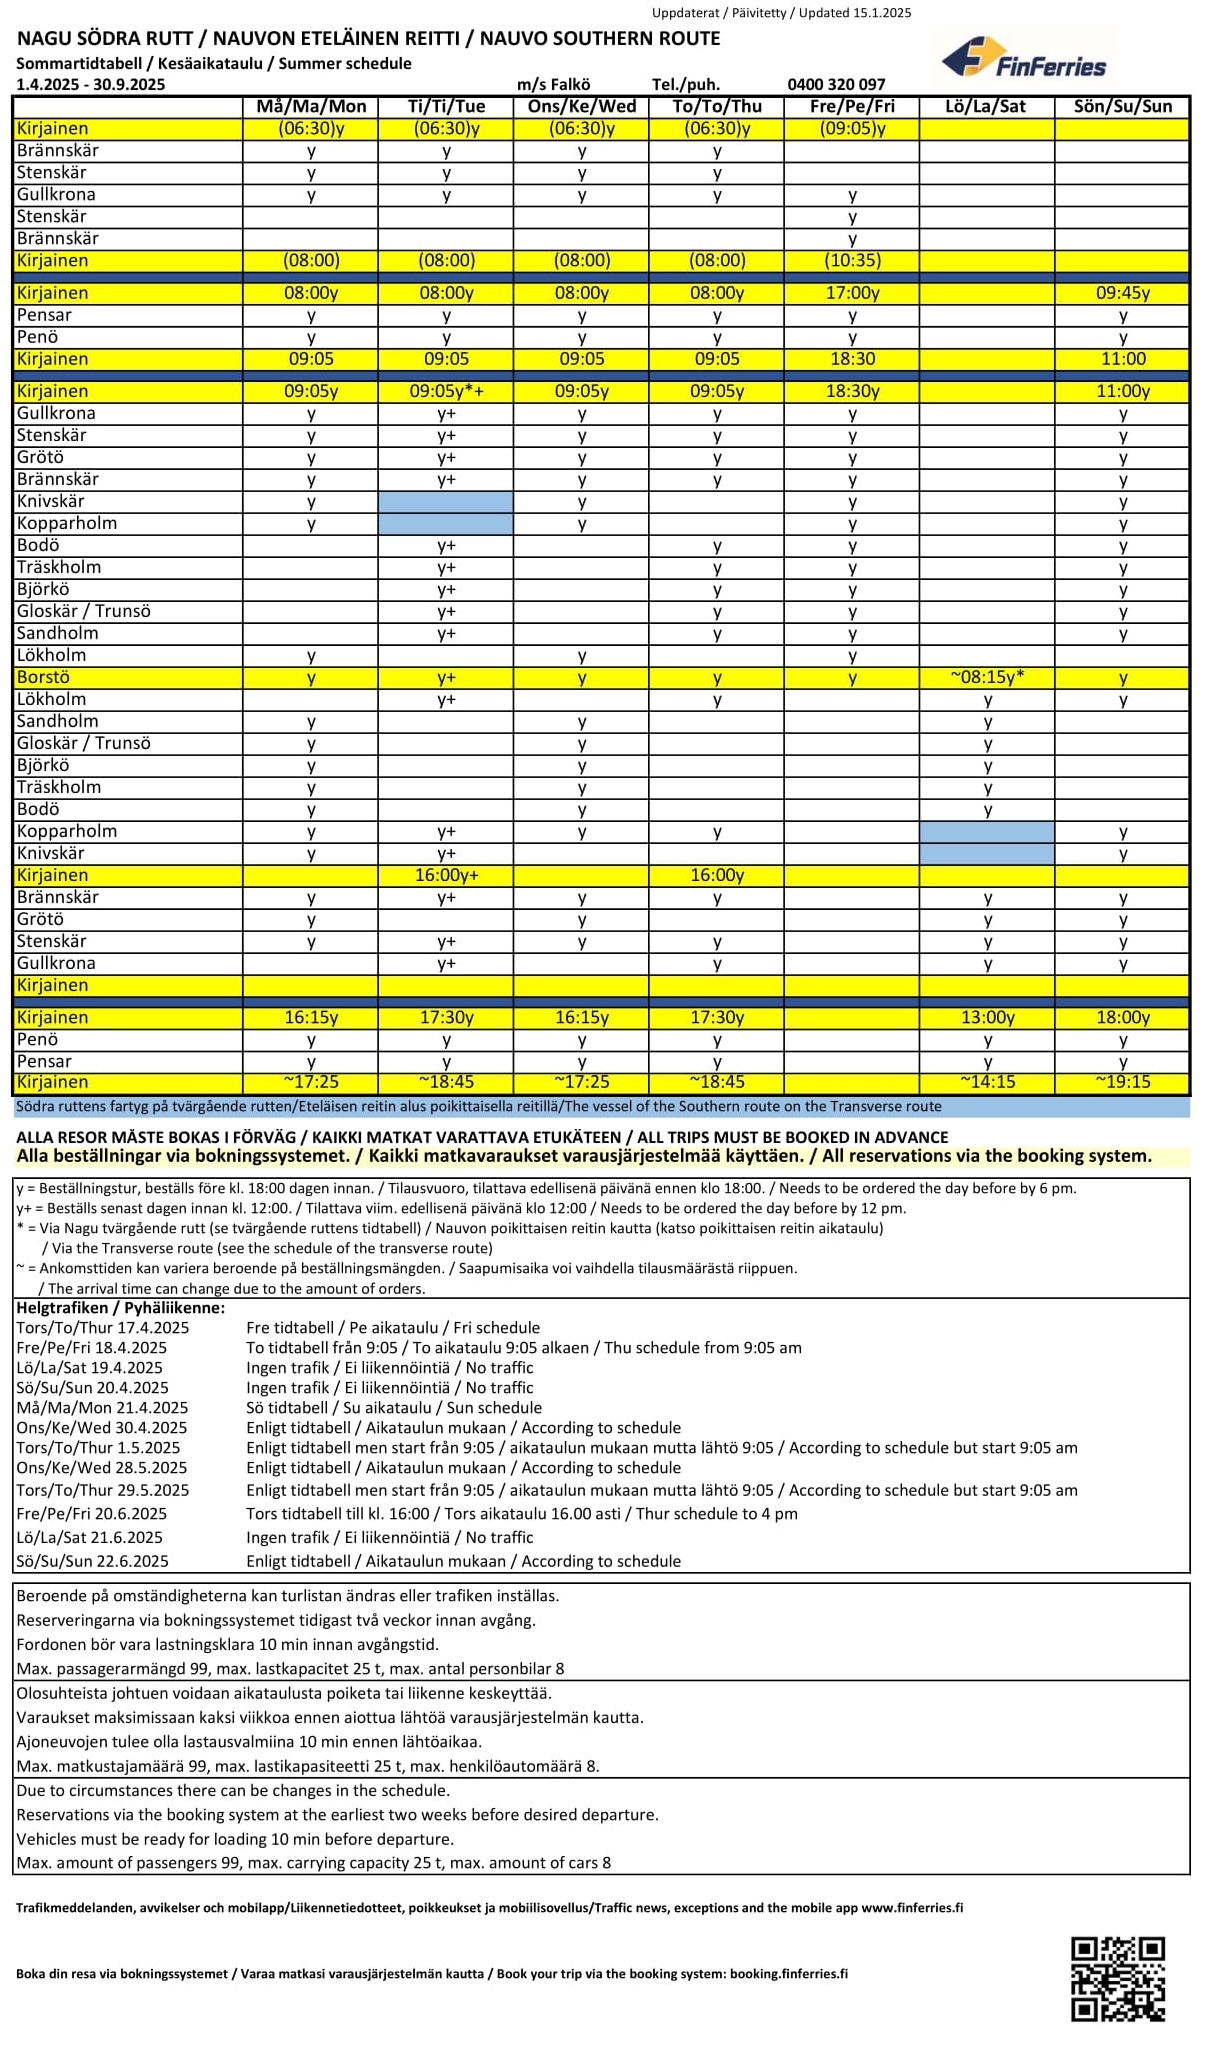 Uppdaterat / Päivitetty / Updated 15.1.2025
NAGU SÖDRA RUTT / NAUVON ETELÄINEN REITTI / NAUVO SOUTHERN ROUTE
FinFerries
Sommartidtabell / Kesäaikataulu / Summer schedule
1.4.2025 - 30.9.2025 m/s Falkö Tel./puh. 0400 320 097
Må/Ma/Mon Ti/Ti/Tue Ons/Ke/Wed To/To/Thu Fre/Pe/Fri Lö/La/Sat Sön/Su/Sun
Kirjainen (06:30)y (06:30)y (06:30)y (06:30)y (09:05)y
Brännskär y y y y
Stenskär y y y y
Gullkrona y y y y y
Stenskär y
Brännskär y
Kirjainen (08:00) (08:00) (08:00) (08:00) (10:35)
Kirjainen 08:00y 08:00y 08:00y 08:00y 17:00y 09:45y
Pensar y y y y y y
Penö y y y y y y
Kirjainen 09:05 09:05 09:05 09:05 18:30 11:00
Kirjainen 09:05y 09:05y*+ 09:05y 09:05y 18:30y 11:00y
Gullkrona y y+ y y y y
Stenskär y y+ y y y y
Grötö y y+ y y y y
Brännskär y y+ y y y y
Knivskär y y y y
Kopparholm y y y y
Bodö y+ y y y
Träskholm y+ y y y
Björkö y+ y y y
Gloskär / Trunsö y+ y y y
Sandholm y+ y y y
Lökholm y y y
Borstö y y+ y y y ~08:15y* y
Lökholm y+ y y y
Sandholm y y y
Gloskär / Trunsö y y y
Björkö y y y
Träskholm y y y
Bodö y y y
Kopparholm y y+ y y y
Knivskär y y+ y
Kirjainen 16:00y+ 16:00y
Brännskär y y+ y y y y
Grötö y y y y
Stenskär y y+ y y y y
Gullkrona y+ y y y
Kirjainen
Kirjainen 16:15y 17:30y 16:15y 17:30y 13:00y 18:00y
Penö y y y y y y
Pensar y y y y y y
Kirjainen ~17:25 ~18:45 ~17:25 ~18:45 ~14:15 ~19:15
Södra ruttens fartyg på tvärgående rutten/Eteläisen reitin alus poikittaisella reitillä/The vessel of the Southern route on the Transverse route
ALLA RESOR MÅSTE BOKAS I FÖRVÄG / KAIKKI MATKAT VARATTAVA ETUKÄTEEN / ALL TRIPS MUST BE BOOKED IN ADVANCE
Alla beställningar via bokningssystemet. / Kaikki matkavaraukset varausjärjestelmää käyttäen. / All reservations via the booking system.
y = Beställningstur, beställs före kl. 18:00 dagen innan. / Tilausvuoro, tilattava edellisenä päivänä ennen klo 18:00. / Needs to be ordered the day before by 6 pm.
y+ = Beställs senast dagen innan kl. 12:00. / Tilattava viim. edellisenä päivänä klo 12:00 / Needs to be ordered the day before by 12 pm.
* = Via Nagu tvärgående rutt (se tvärgående ruttens tidtabell) / Nauvon poikittaisen reitin kautta (katso poikittaisen reitin aikataulu)
/ Via the Transverse route (see the schedule of the transverse route)
~ = Ankomsttiden kan variera beroende på beställningsmängden. / Saapumisaika voi vaihdella tilausmäärästä riippuen.
/ The arrival time can change due to the amount of orders.
Helgtrafiken / Pyhäliikenne:
Tors/To/Thur 17.4.2025 Fre tidtabell / Pe aikataulu / Fri schedule
Fre/Pe/Fri 18.4.2025 To tidtabell från 9:05 / To aikataulu 9:05 alkaen / Thu schedule from 9:05 am
Lö/La/Sat 19.4.2025 Ingen trafik / Ei liikennöintiä / No traffic
Sö/Su/Sun 20.4.2025 Ingen trafik / Ei liikennöintiä / No traffic
Må/Ma/Mon 21.4.2025 Sö tidtabell / Su aikataulu / Sun schedule
Ons/Ke/Wed 30.4.2025 Enligt tidtabell / Aikataulun mukaan / According to schedule
Tors/To/Thur 1.5.2025 Enligt tidtabell men start från 9:05 / aikataulun mukaan mutta lähtö 9:05 / According to schedule but start 9:05 am
Ons/Ke/Wed 28.5.2025 Enligt tidtabell / Aikataulun mukaan / According to schedule
Tors/To/Thur 29.5.2025 Enligt tidtabell men start från 9:05 / aikataulun mukaan mutta lähtö 9:05 / According to schedule but start 9:05 am
Fre/Pe/Fri 20.6.2025 Tors tidtabell till kl. 16:00 / Tors aikataulu 16.00 asti / Thur schedule to 4 pm
Lö/La/Sat 21.6.2025 Ingen trafik / Ei liikennöintiä / No traffic
Sö/Su/Sun 22.6.2025 Enligt tidtabell / Aikataulun mukaan / According to schedule
Beroende på omständigheterna kan turlistan ändras eller trafiken inställas.
Reserveringarna via bokningssystemet tidigast två veckor innan avgång.
Fordonen bör vara lastningsklara 10 min innan avgångstid.
Max. passagerarmängd 99, max. lastkapacitet 25 t, max. antal personbilar 8
Olosuhteista johtuen voidaan aikataulusta poiketa tai liikenne keskeyttää.
Varaukset maksimissaan kaksi viikkoa ennen aiottua lähtöä varausjärjestelmän kautta.
Ajoneuvojen tulee olla lastausvalmiina 10 min ennen lähtöaikaa.
Max. matkustajamäärä 99, max. lastikapasiteetti 25 t, max. henkilöautomäärä 8.
Due to circumstances there can be changes in the schedule.
Reservations via the booking system at the earliest two weeks before desired departure.
Vehicles must be ready for loading 10 min before departure.
Max. amount of passengers 99, max. carrying capacity 25 t, max. amount of cars 8
Trafikmeddelanden, avvikelser och mobilapp/Liikennetiedotteet, poikkeukset ja mobiilisovellus/Traffic news, exceptions and the mobile app www.finferries.fi
Boka din resa via bokningssystemet / Varaa matkasi varausjärjestelmän kautta / Book your trip via the booking system: booking.finferries.fi